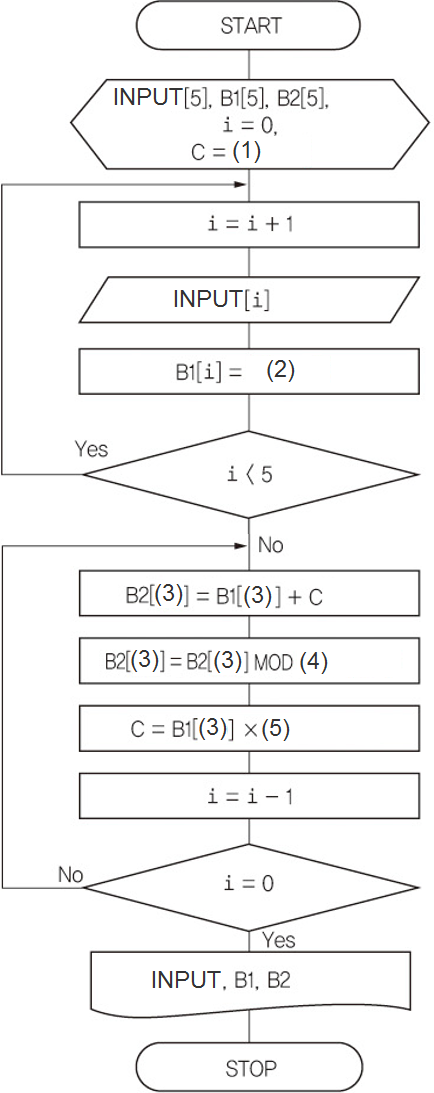 START
INPUT[5], B1[5], B2[5],
i = 0,
C = (1)
i = i + 1
INPUT[i]
B1[i] = (2)
Yes
i < 5
No
B2[(3)] = B1[(3)] + C
B2[(3)] = B2[(3)] MOD (4)
C = B1[(3)] × (5)
i = i − 1
No
i = 0
Yes
INPUT, B1, B2
STOP